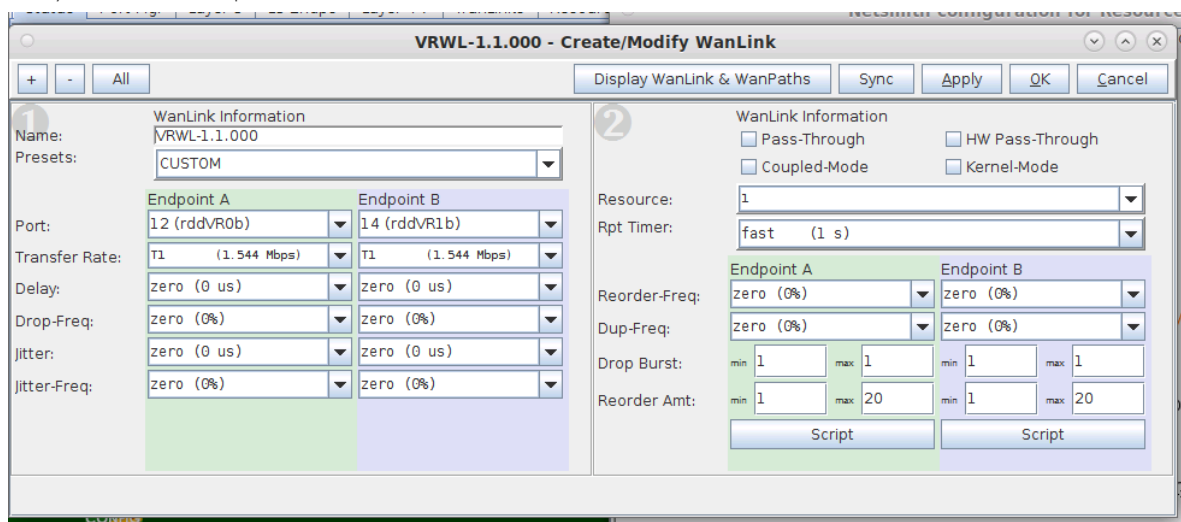 Netsmith Configuration for Resource
VRWL-1.1.000 - Create/Modify WanLink
+ - All Display WanLink & WanPaths Sync Apply OK Cancel
1
WanLink Information
Name: VRWL-1.1.000
Presets: CUSTOM
Endpoint A Endpoint B
Port: 12 (rddVR0b) 14 (rddVR1b)
Transfer Rate: T1 (1.544 Mbps) T1 (1.544 Mbps)
Delay: zero (0 us) zero (0 us)
Drop-Freq: zero (0%) zero (0%)
Jitter: zero (0 us) zero (0 us)
Jitter-Freq: zero (0%) zero (0%)
2
WanLink Information
Pass-Through HW Pass-Through
Coupled-Mode Kernel-Mode
Resource: 1
Rpt Timer: fast (1 s)
Endpoint A Endpoint B
Reorder-Freq: zero (0%) zero (0%)
Dup-Freq: zero (0%) zero (0%)
Drop Burst: min 1 max 1 min 1 max 1
Reorder Amt: min 1 max 20 min 1 max 20
Script Script